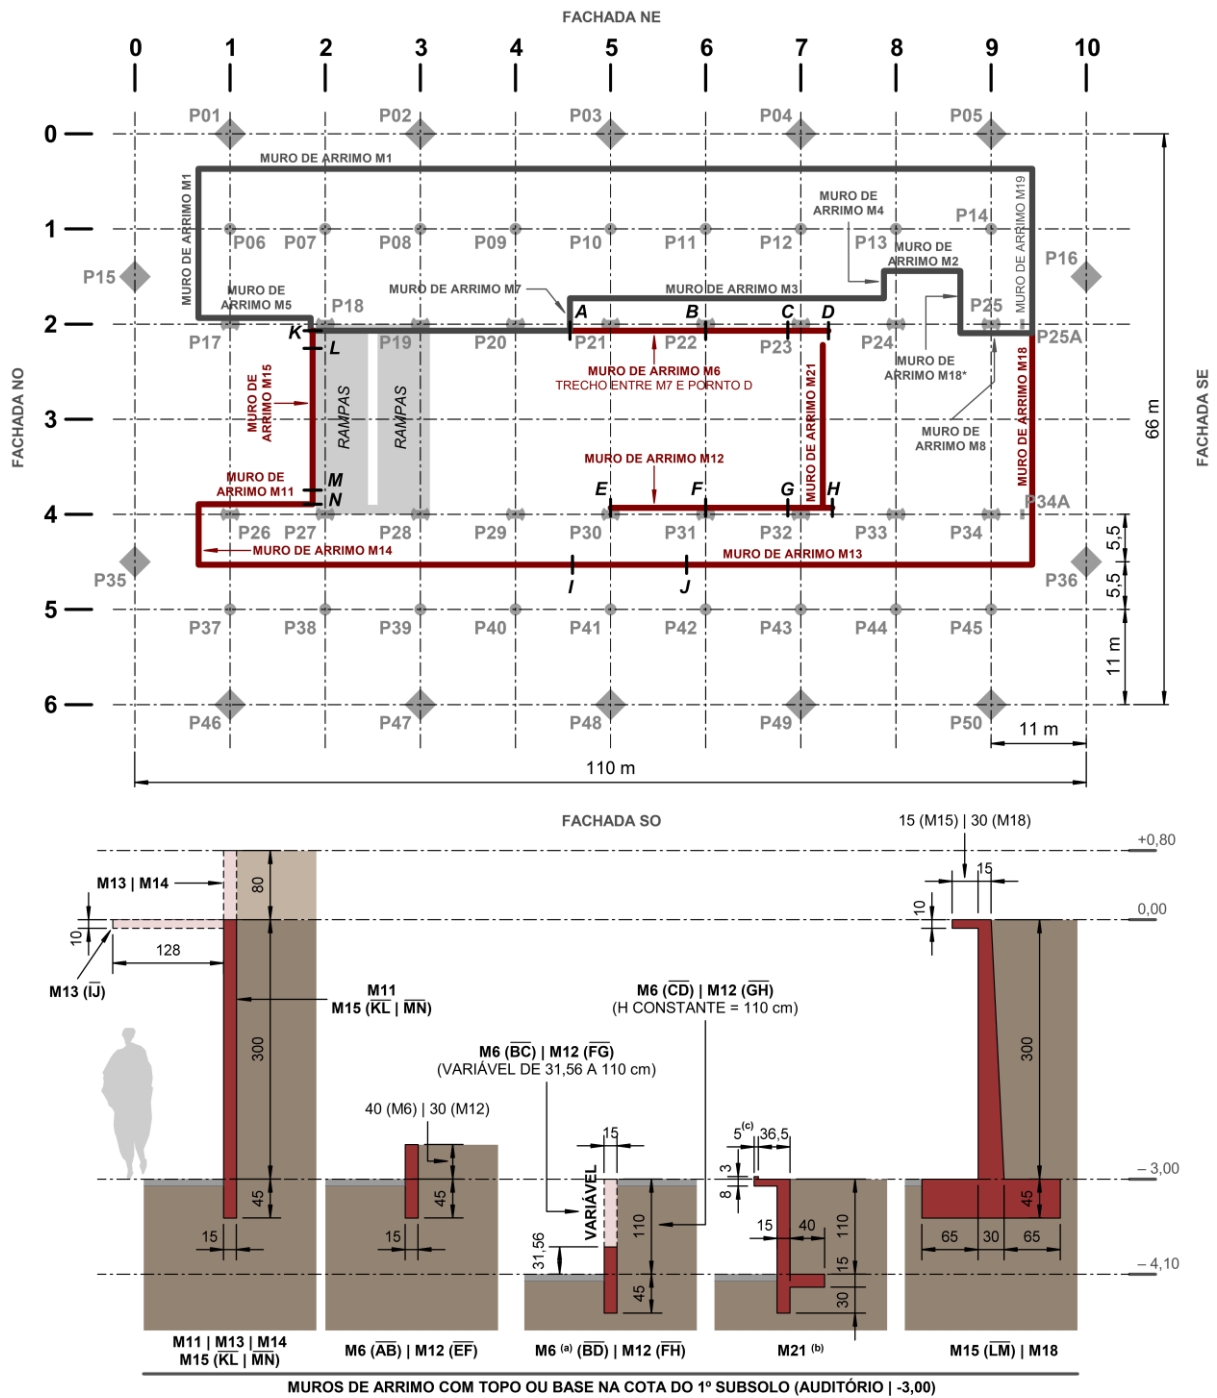 FACHADA NE
0 1 2 3 4 5 6 7 8 9 10
P01 P02 P03 P04 P05
0
MURO DE ARRIMO M1
MURO DE ARRIMO M1
MURO DE ARRIMO M19
MURO DE
ARRIMO M4
P14
1
P06 P07 P08 P09 P10 P11 P12 P13
MURO DE
ARRIMO M2
P15
P16
MURO DE ARRIMO M7
MURO DE ARRIMO M3
MURO DE
ARRIMO M5
P18
A B C D
P25
2
K
P17 P19 P20 P21 P22 P23 P24 P25A
L
MURO DE
ARRIMO M18*
MURO DE ARRIMO M6
TRECHO ENTRE M7 E PORNTO D
MURO DE
ARRIMO M15
RAMPAS
RAMPAS
MURO DE ARRIMO M21
MURO DE ARRIMO M18
FACHADA NO
FACHADA SE
66 m
3
MURO DE
ARRIMO M8
MURO DE ARRIMO M12
MURO DE
ARRIMO M11
M
N
E F G H
P34A
4
P26 P27 P28 P29 P30 P31 P32 P33 P34
MURO DE ARRIMO M14
MURO DE ARRIMO M13
5,5
P35
P36
I J
5,5
5
P37 P38 P39 P40 P41 P42 P43 P44 P45
11 m
6
P46 P47 P48 P49 P50
11 m
110 m
FACHADA SO
15 (M15) | 30 (M18)
+0,80
M13 | M14
80
15
10
0,00
10
128
M13 (IJ)
M11
M15 (KL | MN)
M6 (CD) | M12 (GH)
(H CONSTANTE = 110 cm)
300
300
M6 (BC) | M12 (FG)
(VARIÁVEL DE 31,56 A 110 cm)
40 (M6) | 30 (M12)
15
5(c) 36,5
VARIÁVEL
3
8
– 3,00
45
45
110
15 40
110
45
15
15
31,56
15
65 30 65
– 4,10
45
30
M11 | M13 | M14
M15 (KL | MN)
M6 (AB) | M12 (EF)
M6 (a) (BD) | M12 (FH)
M21 (b)
M15 (LM) | M18
MUROS DE ARRIMO COM TOPO OU BASE NA COTA DO 1º SUBSOLO (AUDITÓRIO | -3,00)